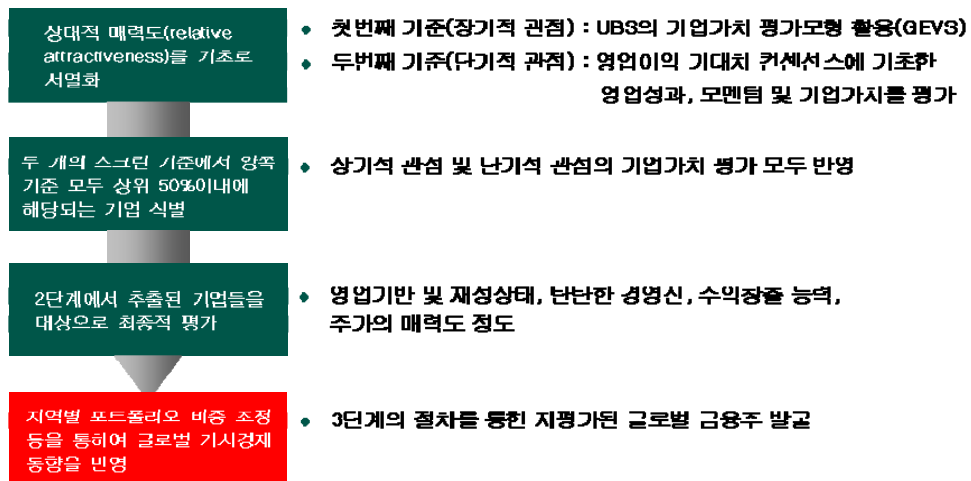 상대적 매력도(relative
attractiveness)를 기초로
서열화
• 첫번째 기준(장기적 관점) : UBS의 기업가치 평가모형 활용(GEVS)
• 두번째 기준(단기적 관점) : 영업이익 기대치 컨센서스에 기초한
영업성과, 모멘텀 및 기업가치를 평가
두 개의 스크린 기준에서 양쪽
기준 모두 상위 50%이내에
해당되는 기업 식별
• 장기적 관점 및 단기적 관점의 기업가치 평가 모두 반영
2단계에서 추출된 기업들을
대상으로 최종적 평가
• 영업기반 및 재정상태, 탄탄한 경영진, 수익창출 능력,
주가의 매력도 정도
지역별 포트폴리오 비중 조정
등을 통하여 글로벌 거시경제
동향을 반영
• 3단계의 절차를 통한 저평가된 글로벌 금융주 발굴